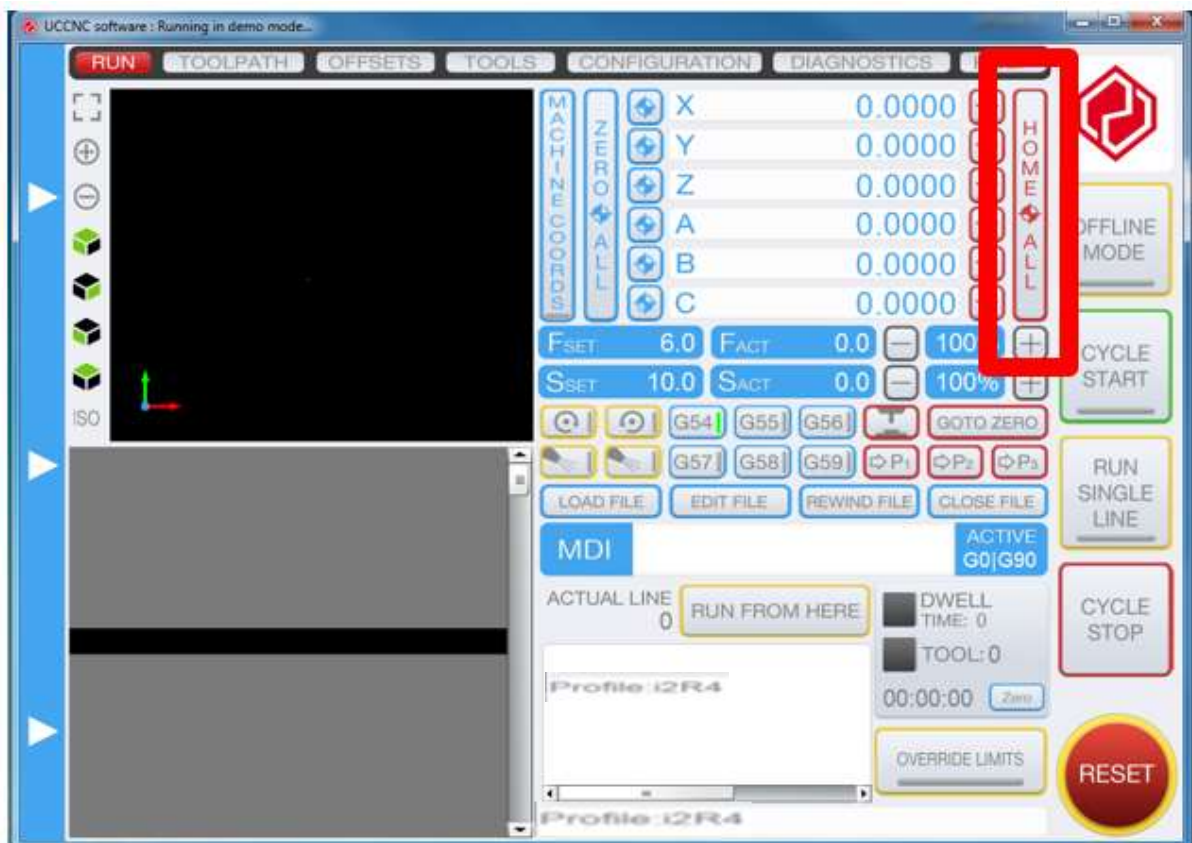 UCCNC software : Running in demo mode...
RUN TOOLPATH OFFSETS TOOLS CONFIGURATION DIAGNOSTICS
MACHINE COORDS
ZERO ALL
X 0.0000
Y 0.0000
Z 0.0000
A 0.0000
B 0.0000
C 0.0000
HOME ALL
OFFLINE
MODE
FSET 6.0 FACT 0.0 100%
SSET 10.0 SACT 0.0 100%
CYCLE
START
ISO
G54 G55 G56 GOTO ZERO
G57 G58 G59 P1 P2 P3
RUN
SINGLE
LINE
LOAD FILE EDIT FILE REWIND FILE CLOSE FILE
MDI ACTIVE
G0|G90
ACTUAL LINE
0
RUN FROM HERE
DWELL
TIME: 0
TOOL:0
CYCLE
STOP
Profile:i2R4
00:00:00 Zero
OVERRIDE LIMITS
RESET
Profile:i2R4